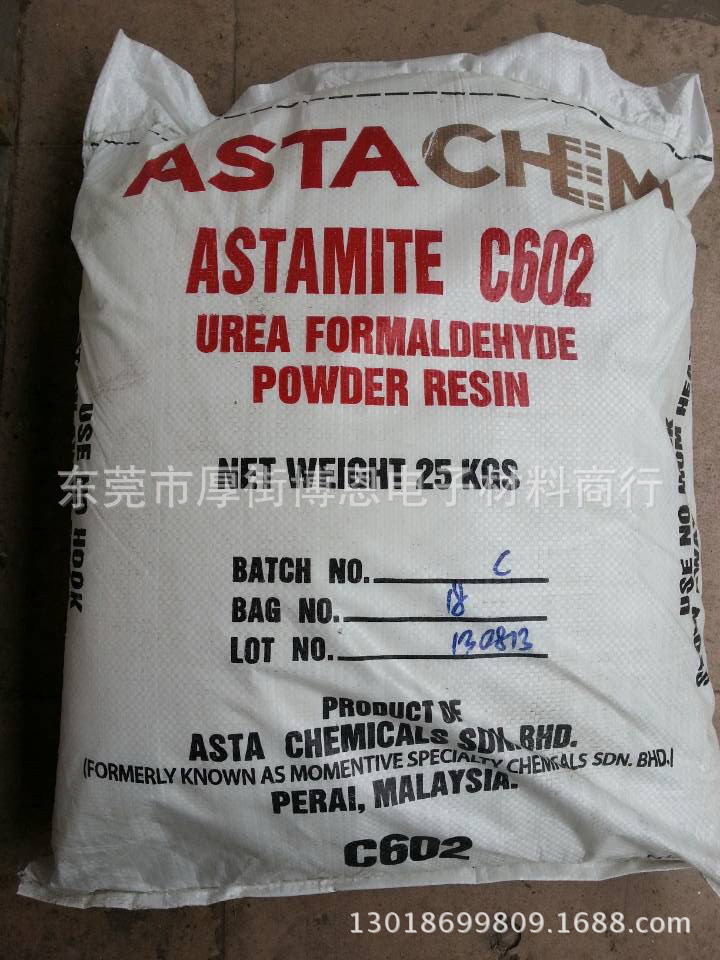 ASTACHEM
ASTAMITE C602
UREA FORMALDEHYDE
POWDER RESIN
NET WEIGHT 25 KGS
东莞市厚街博恩电子材料商行
BATCH NO. C
BAG NO. 18
LOT NO. 130813
PRODUCT OF
ASTA CHEMICALS SDN.BHD.
(FORMERLY KNOWN AS MOMENTIVE SPECIALTY CHEMICALS SDN. BHD.)
PERAI, MALAYSIA.
C602
USE NO HOOK
USE NO
13018699809.1688.com